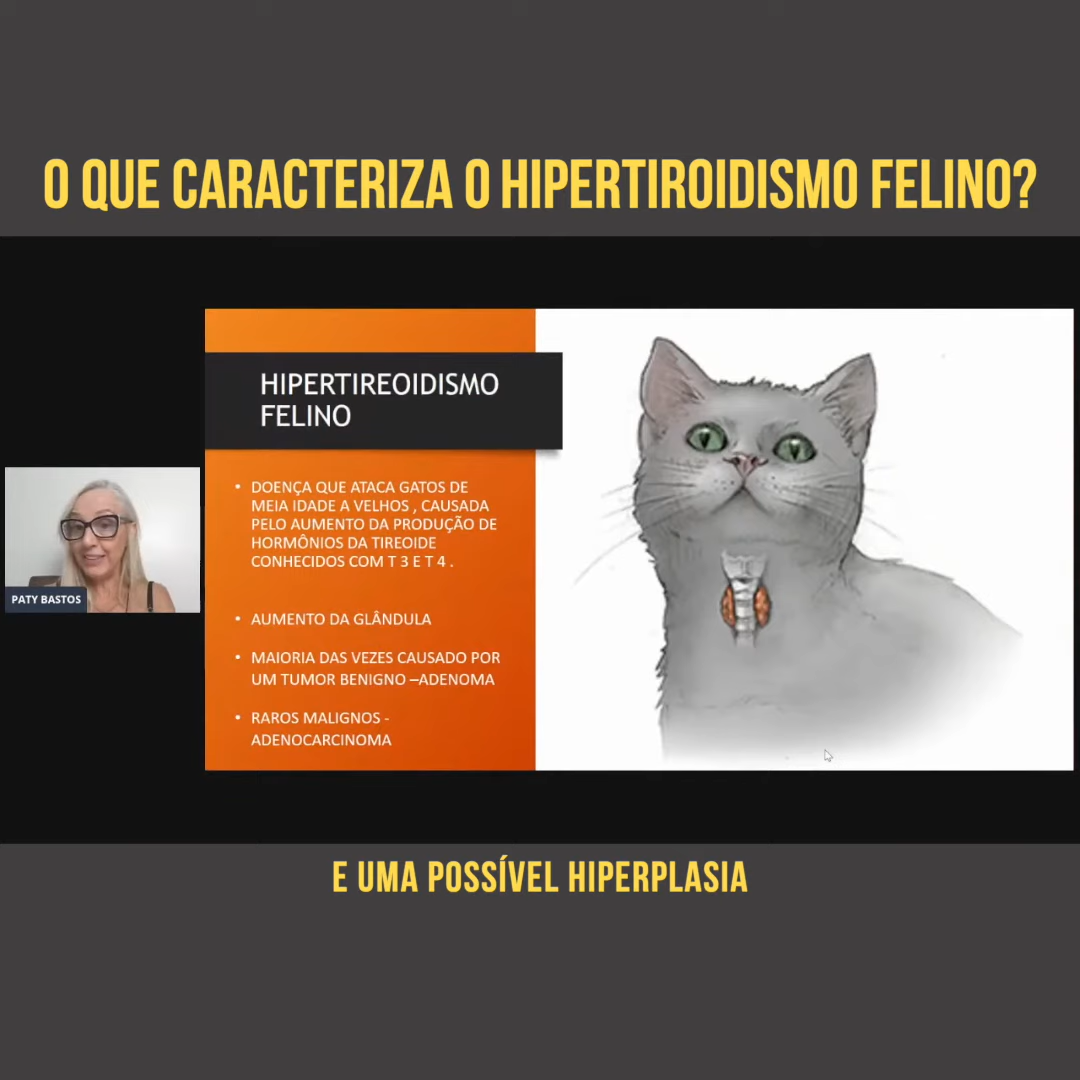 O QUE CARACTERIZA O HIPERTIROIDISMO FELINO?
HIPERTIREOIDISMO
FELINO
• DOENÇA QUE ATACA GATOS DE
MEIA IDADE A VELHOS , CAUSADA
PELO AUMENTO DA PRODUÇÃO DE
HORMÔNIOS DA TIREOIDE
CONHECIDOS COM T 3 E T 4 .
• AUMENTO DA GLÂNDULA
• MAIORIA DAS VEZES CAUSADO POR
UM TUMOR BENIGNO –ADENOMA
• RAROS MALIGNOS -
ADENOCARCINOMA
PATY BASTOS
E UMA POSSÍVEL HIPERPLASIA